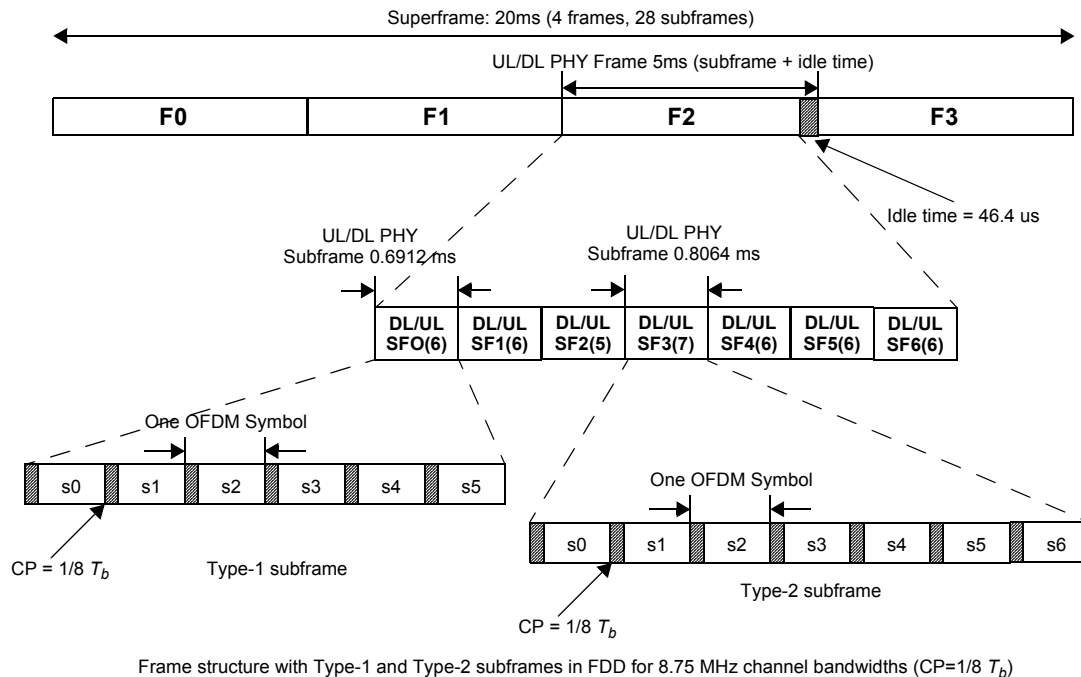 Superframe: 20ms (4 frames, 28 subframes)
UL/DL PHY Frame 5ms (subframe + idle time)
F0 F1 F2 F3
Idle time = 46.4 us
UL/DL PHY
Subframe 0.6912 ms
UL/DL PHY
Subframe 0.8064 ms
DL/UL DL/UL DL/UL DL/UL DL/UL DL/UL DL/UL
SFO(6) SF1(6) SF2(5) SF3(7) SF4(6) SF5(6) SF6(6)
One OFDM Symbol
s0 s1 s2 s3 s4 s5
CP = 1/8 T_b
Type-1 subframe
One OFDM Symbol
s0 s1 s2 s3 s4 s5 s6
CP = 1/8 T_b
Type-2 subframe
Frame structure with Type-1 and Type-2 subframes in FDD for 8.75 MHz channel bandwidths (CP=1/8 T_b)